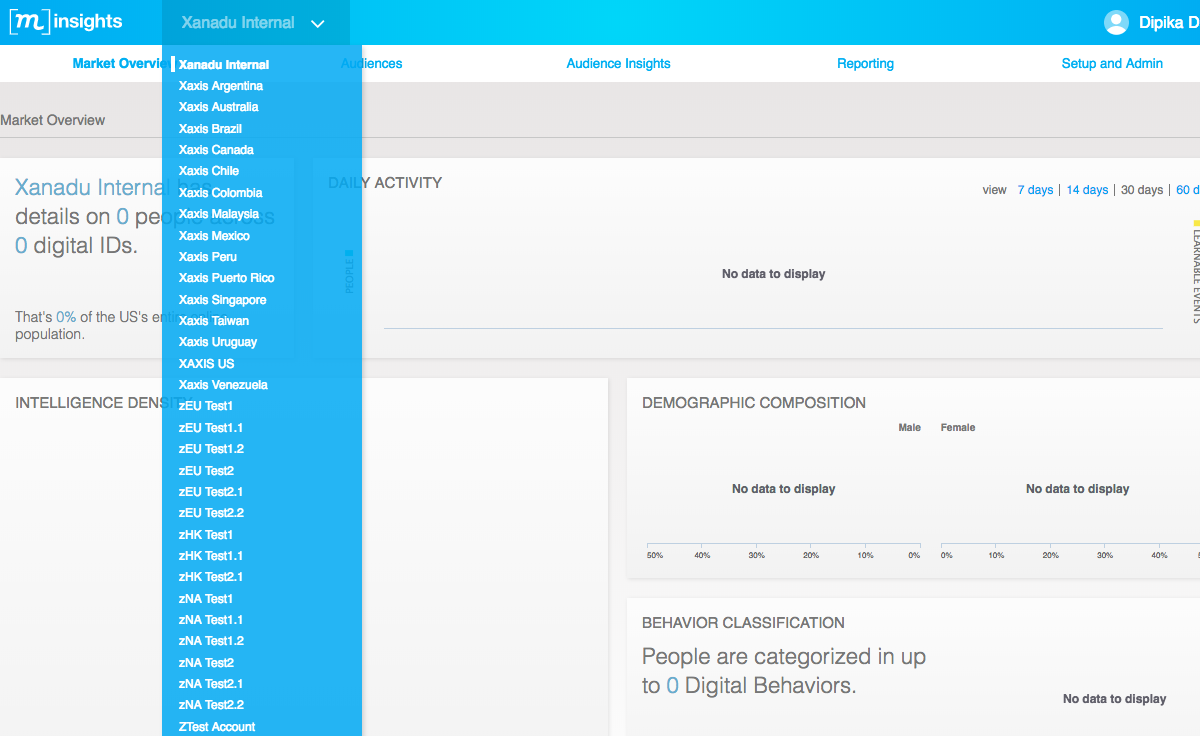 [m]insights
Xanadu Internal
Dipika D
Market Overvie
Audiences
Audience Insights
Reporting
Setup and Admin
Xanadu Internal
Xaxis Argentina
Xaxis Australia
Xaxis Brazil
Xaxis Canada
Xaxis Chile
Xaxis Colombia
Xaxis Malaysia
Xaxis Mexico
Xaxis Peru
Xaxis Puerto Rico
Xaxis Singapore
Xaxis Taiwan
Xaxis Uruguay
XAXIS US
Xaxis Venezuela
zEU Test1
zEU Test1.1
zEU Test1.2
zEU Test2
zEU Test2.1
zEU Test2.2
zHK Test1
zHK Test1.1
zHK Test2.1
zNA Test1
zNA Test1.1
zNA Test1.2
zNA Test2
zNA Test2.1
zNA Test2.2
ZTest Account
Market Overview
Xanadu Internal has
details on 0 people across
0 digital IDs.
That's 0% of the US's entire online
population.
DAILY ACTIVITY
view 7 days | 14 days | 30 days | 60 d
PEOPLE
No data to display
LEARNABLE EVENTS
INTELLIGENCE DENSITY
DEMOGRAPHIC COMPOSITION
Male Female
No data to display
No data to display
50% 40% 30% 20% 10% 0%
0% 10% 20% 30% 40% 5
BEHAVIOR CLASSIFICATION
People are categorized in up
to 0 Digital Behaviors.
No data to display